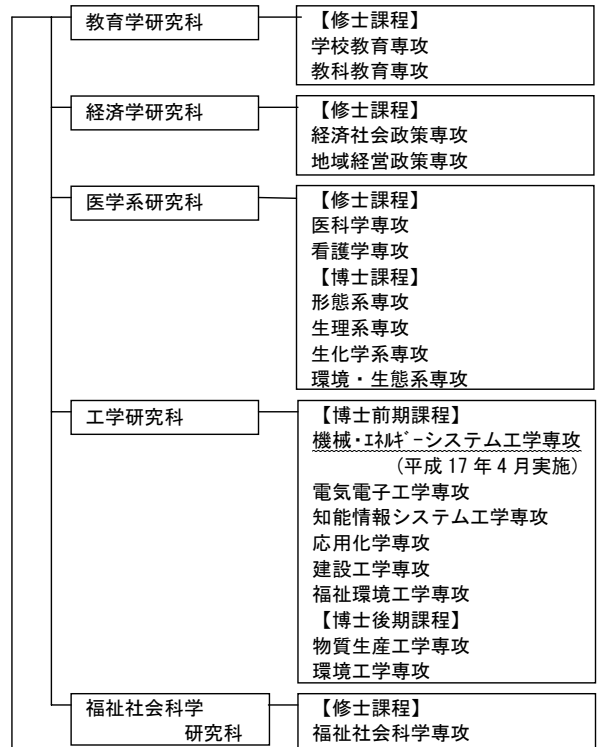 教育学研究科
【修士課程】
学校教育専攻
教科教育専攻
経済学研究科
【修士課程】
経済社会政策専攻
地域経営政策専攻
医学系研究科
【修士課程】
医科学専攻
看護学専攻
【博士課程】
形態系専攻
生理系専攻
生化学系専攻
環境・生態系専攻
工学研究科
【博士前期課程】
機械・ｴﾈﾙｷﾞｰシステム工学専攻
（平成 17 年 4 月実施）
電気電子工学専攻
知能情報システム工学専攻
応用化学専攻
建設工学専攻
福祉環境工学専攻
【博士後期課程】
物質生産工学専攻
環境工学専攻
福祉社会科学
研究科
【修士課程】
福祉社会科学専攻